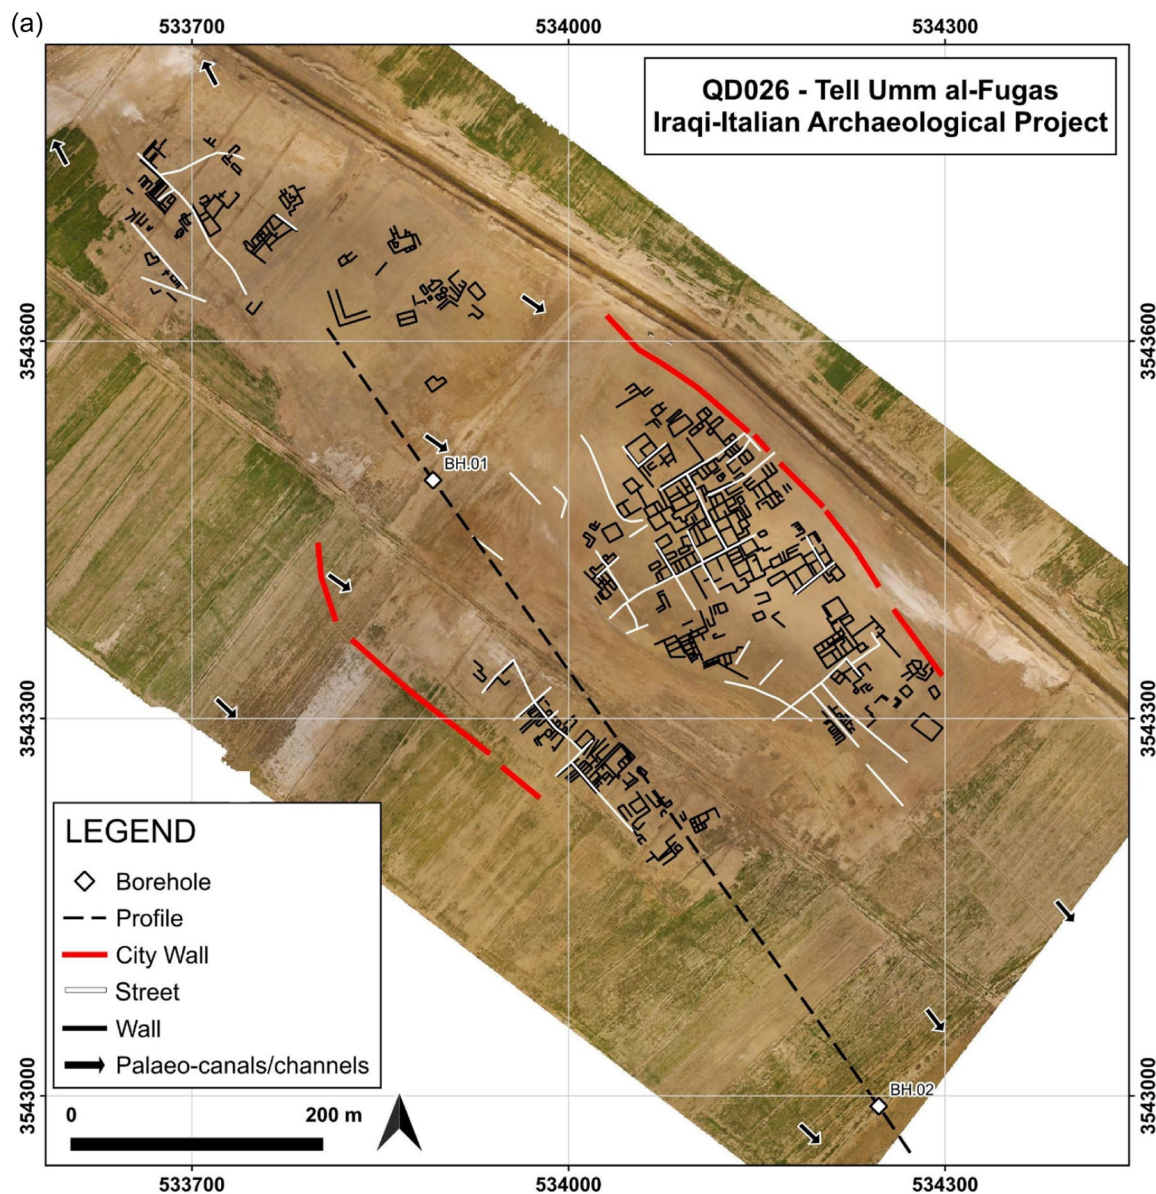 (a)
533700
534000
534300
QD026 - Tell Umm al-Fugas
Iraqi-Italian Archaeological Project
3543600
3543600
BH.01
3543300
3543300
LEGEND
Borehole
Profile
City Wall
Street
Wall
Palaeo-canals/channels
0
200 m
BH.02
3543000
3543000
533700
534000
534300